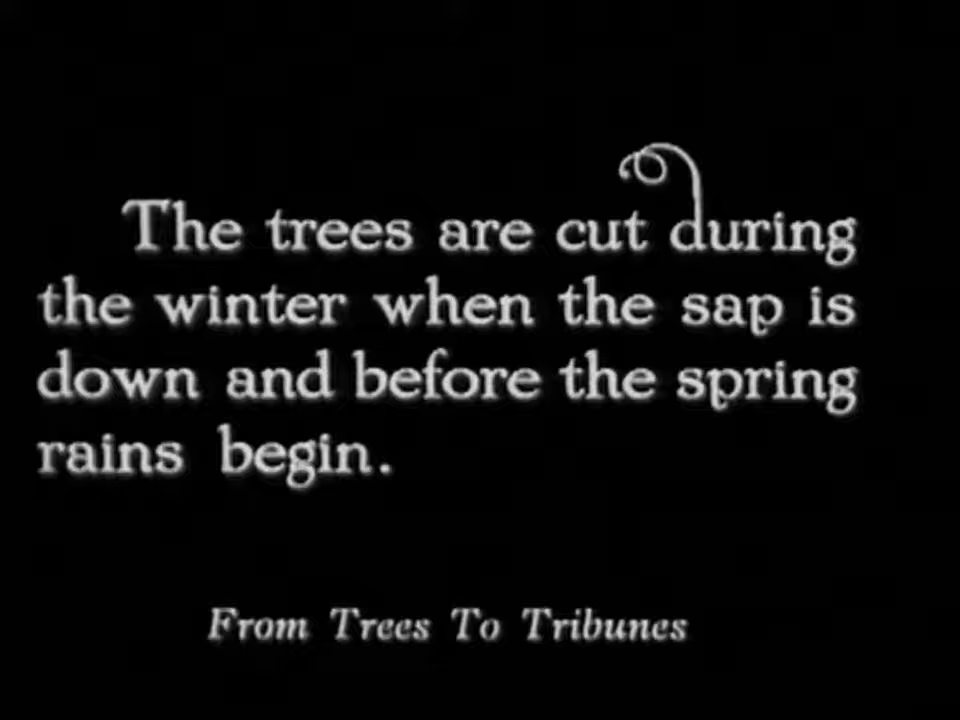 The trees are cut during
the winter when the sap is
down and before the spring
rains begin.
From Trees To Tribunes